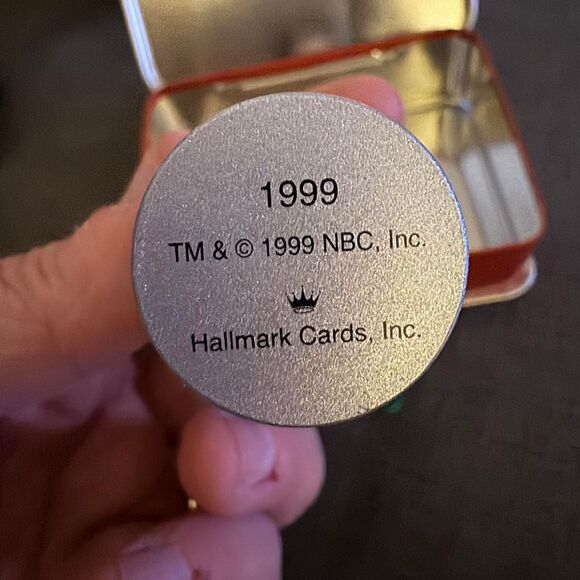 1999
TM & © 1999 NBC, Inc.
Hallmark Cards, Inc.